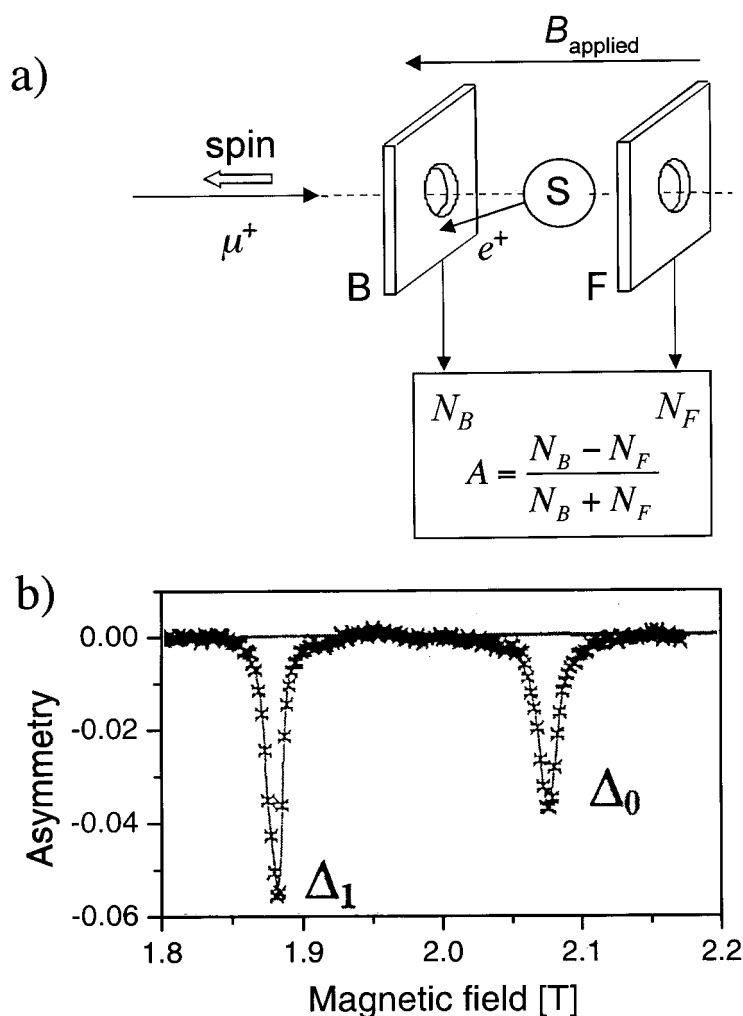 a)
B applied
spin
μ+
S
e+
B
F
N_B N_F
A = (N_B − N_F) / (N_B + N_F)
b)
0.00
-0.02
-0.04
-0.06
Asymmetry
Δ₁
Δ₀
1.8 1.9 2.0 2.1 2.2
Magnetic field [T]